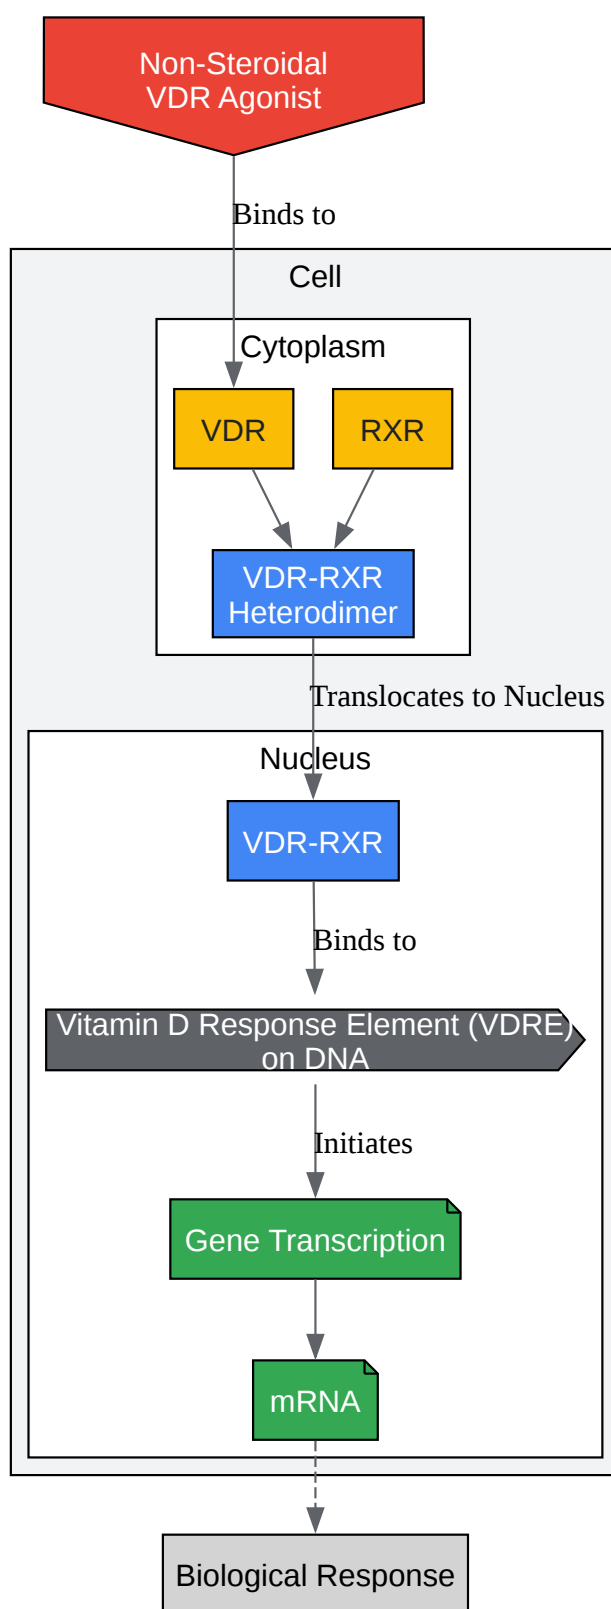 Non-Steroidal
VDR Agonist
Binds to
Cell
Cytoplasm
VDR
RXR
VDR-RXR
Heterodimer
Translocates to Nucleus
Nucleus
VDR-RXR
Binds to
Vitamin D Response Element (VDRE)
on DNA
Initiates
Gene Transcription
mRNA
Biological Response